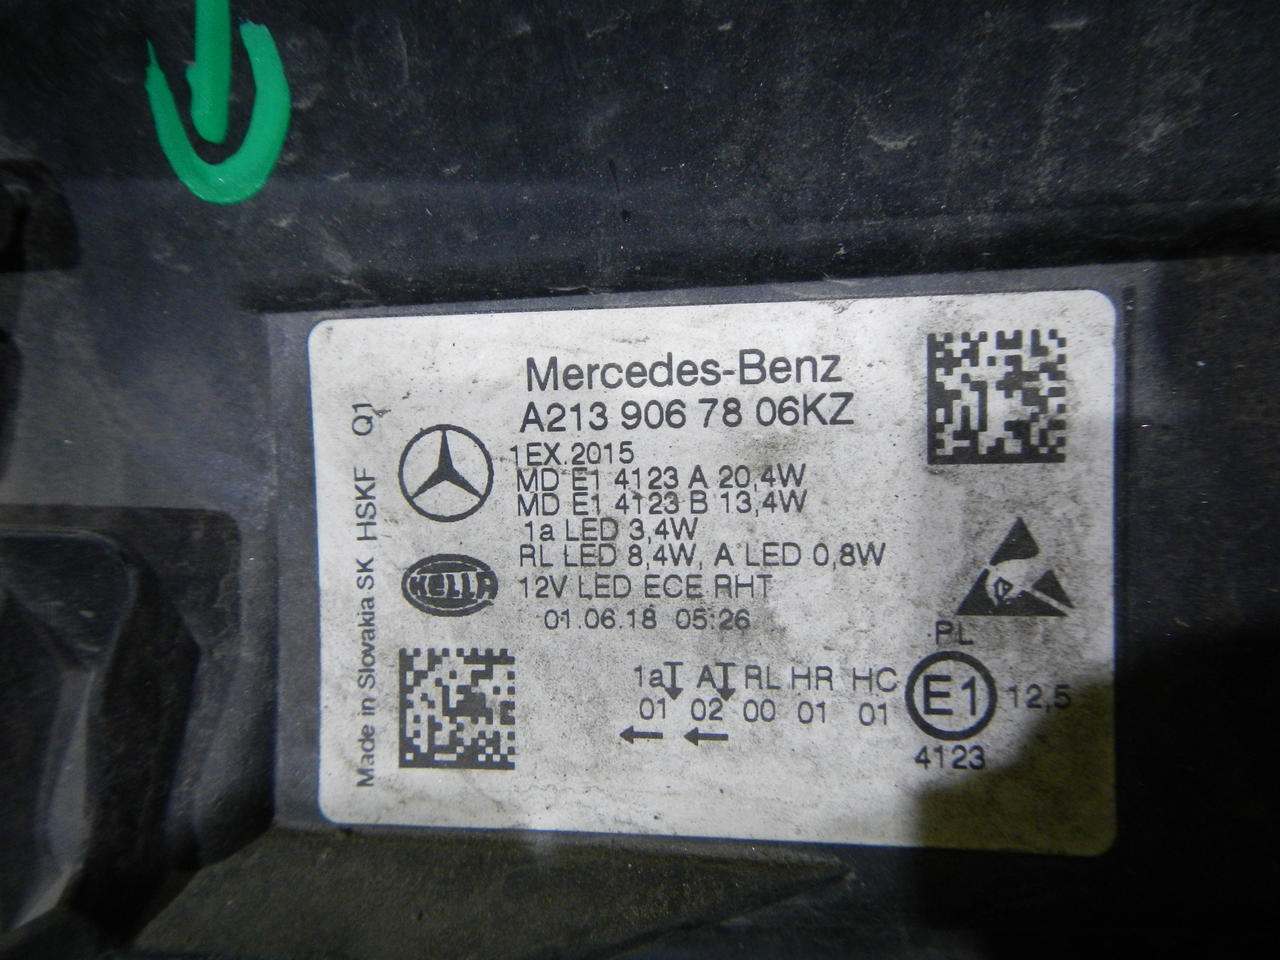 Mercedes-Benz
A213 906 78 06KZ
1EX.2015
MD E1 4123 A 20,4W
MD E1 4123 B 13,4W
1a LED 3,4W
RL LED 8,4W, A LED 0,8W
12V LED ECE RHT
01.06.18 05:26
HELLA
Made in Slovakia SK HSKF Q1
PL
1a A RL HR HC
01 02 00 01 01
E1
12,5
4123